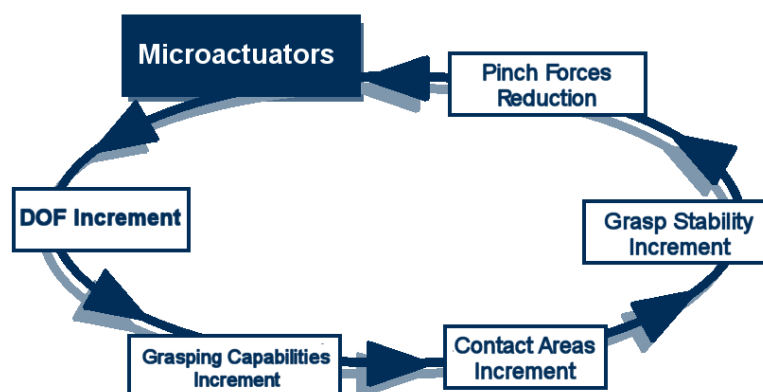 Microactuators
Pinch Forces
Reduction
DOF Increment
Grasp Stability
Increment
Grasping Capabilities
Increment
Contact Areas
Increment